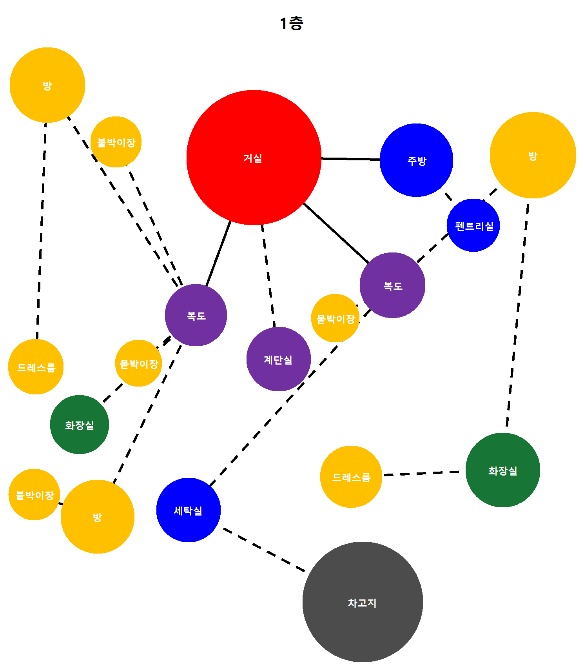 1층
방
붙박이장
거실
주방
방
펜트리실
복도
복도
붙박이장
계단실
붙박이장
드레스룸
화장실
붙박이장
방
세탁실
드레스룸
화장실
차고지